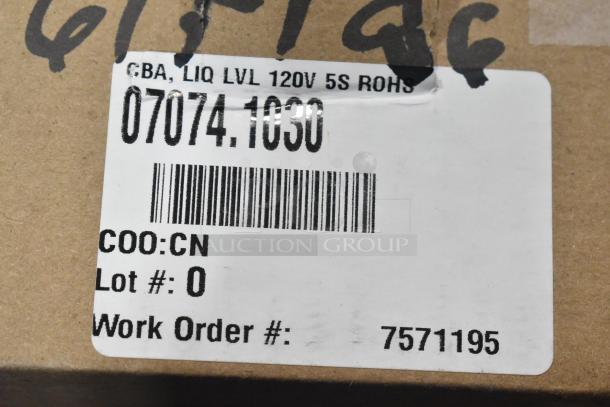 CBA, LIQ LVL 120V 5S ROHS
07074.1030
COO:CN
AUCTION GROUP
Lot #: 0
Work Order #: 7571195